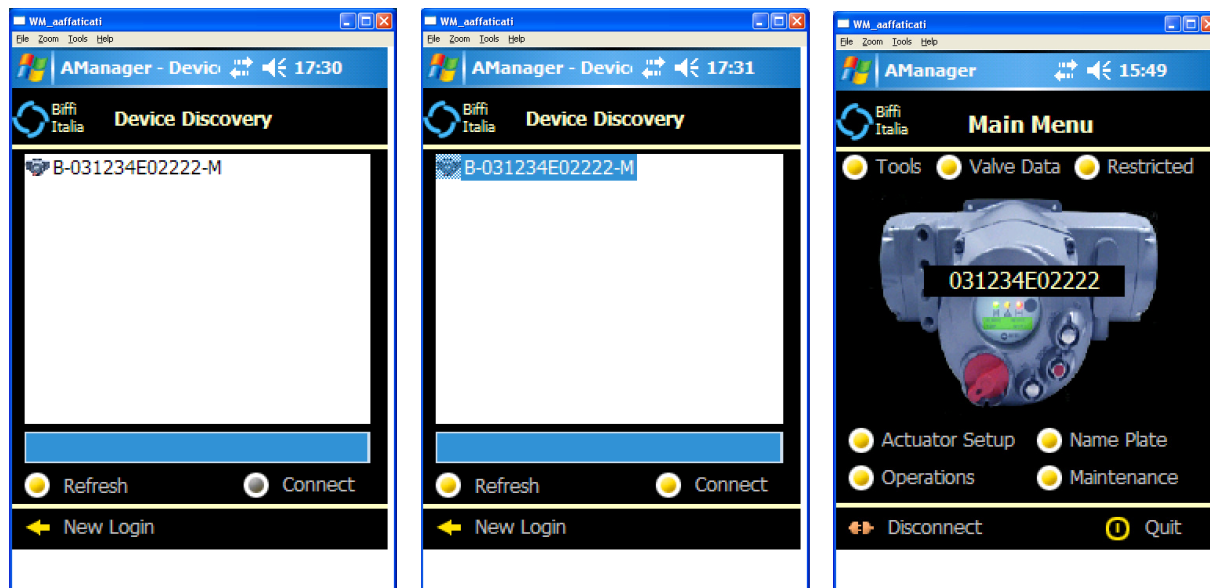 WM_aaffaticati
File Zoom Tools Help
AManager - Devic 17:30
Biffi
Italia
Device Discovery
B-031234E02222-M
Refresh Connect
New Login
WM_aaffaticati
File Zoom Tools Help
AManager - Devic 17:31
Biffi
Italia
Device Discovery
B-031234E02222-M
Refresh Connect
New Login
WM_aaffaticati
File Zoom Tools Help
AManager 15:49
Biffi
Italia
Main Menu
Tools Valve Data Restricted
031234E02222
Actuator Setup Name Plate
Operations Maintenance
Disconnect Quit